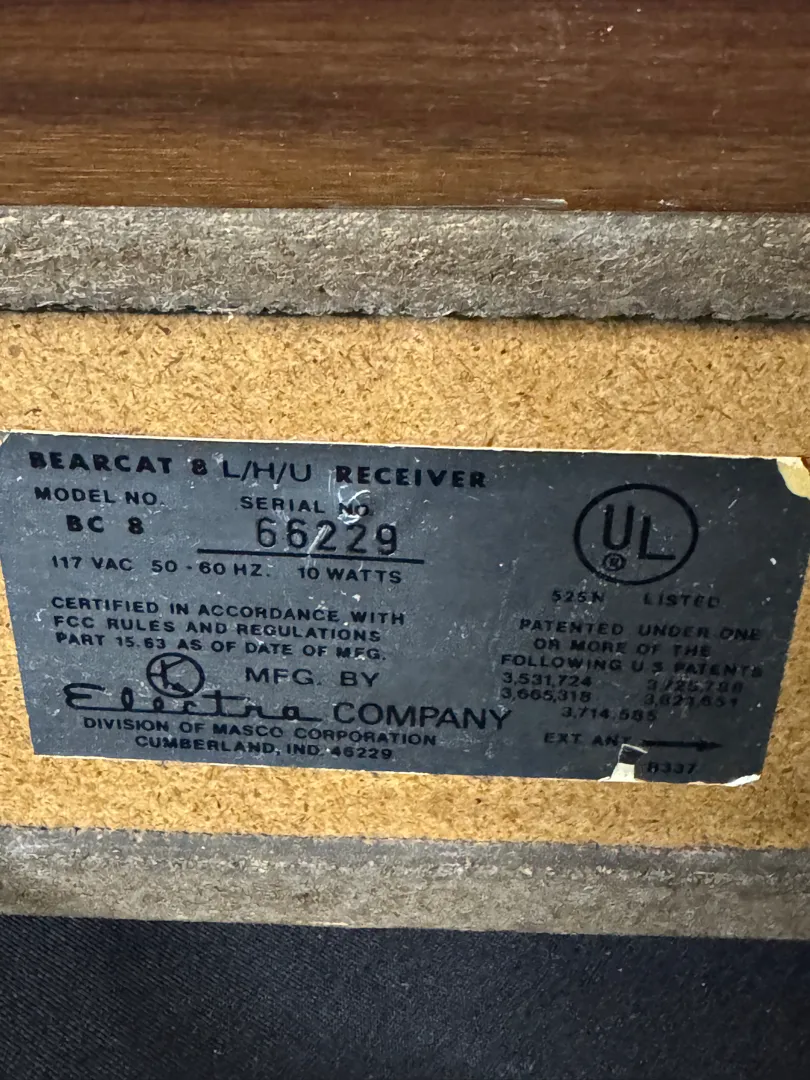 BEARCAT 8 L/H/U RECEIVER
MODEL NO. SERIAL NO.
BC 8 66229
117 VAC 50-60 HZ. 10 WATTS
CERTIFIED IN ACCORDANCE WITH
FCC RULES AND REGULATIONS
PART 15.63 AS OF DATE OF MFG.
MFG. BY
Electra COMPANY
DIVISION OF MASCO CORPORATION
CUMBERLAND, IND. 46229
UL
®
525N LISTED
PATENTED UNDER ONE
OR MORE OF THE
FOLLOWING U S PATENTS
3,531,724
3,665,318
3,714,585
EXT. ANT.
B337